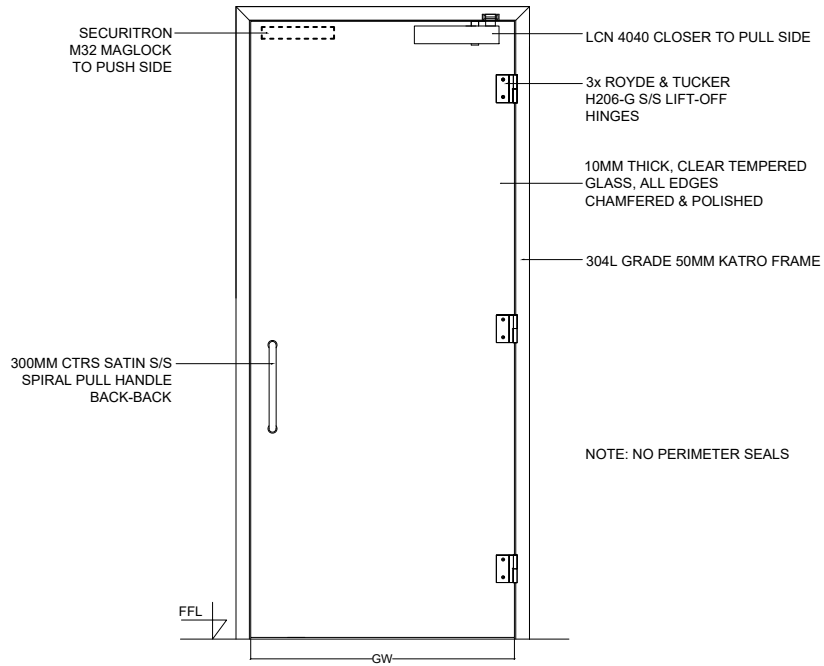 SECURITRON
M32 MAGLOCK
TO PUSH SIDE
LCN 4040 CLOSER TO PULL SIDE
3x ROYDE & TUCKER
H206-G S/S LIFT-OFF
HINGES
10MM THICK, CLEAR TEMPERED
GLASS, ALL EDGES
CHAMFERED & POLISHED
304L GRADE 50MM KATRO FRAME
300MM CTRS SATIN S/S
SPIRAL PULL HANDLE
BACK-BACK
NOTE: NO PERIMETER SEALS
FFL
GW